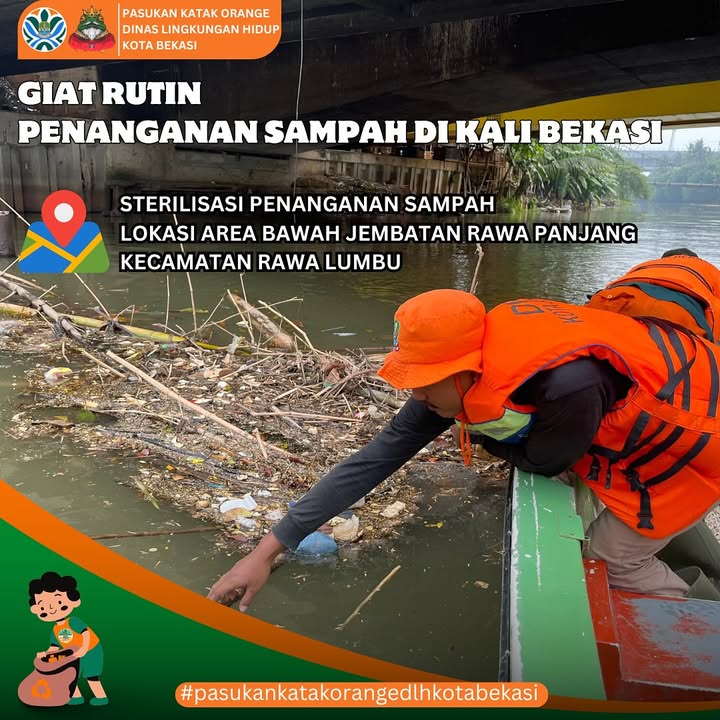 PASUKAN KATAK ORANGE
DINAS LINGKUNGAN HIDUP
KOTA BEKASI
GIAT RUTIN
PENANGANAN SAMPAH DI KALI BEKASI
STERILISASI PENANGANAN SAMPAH
LOKASI AREA BAWAH JEMBATAN RAWA PANJANG
KECAMATAN RAWA LUMBU
#pasukankatakorangedlhkotabekasi